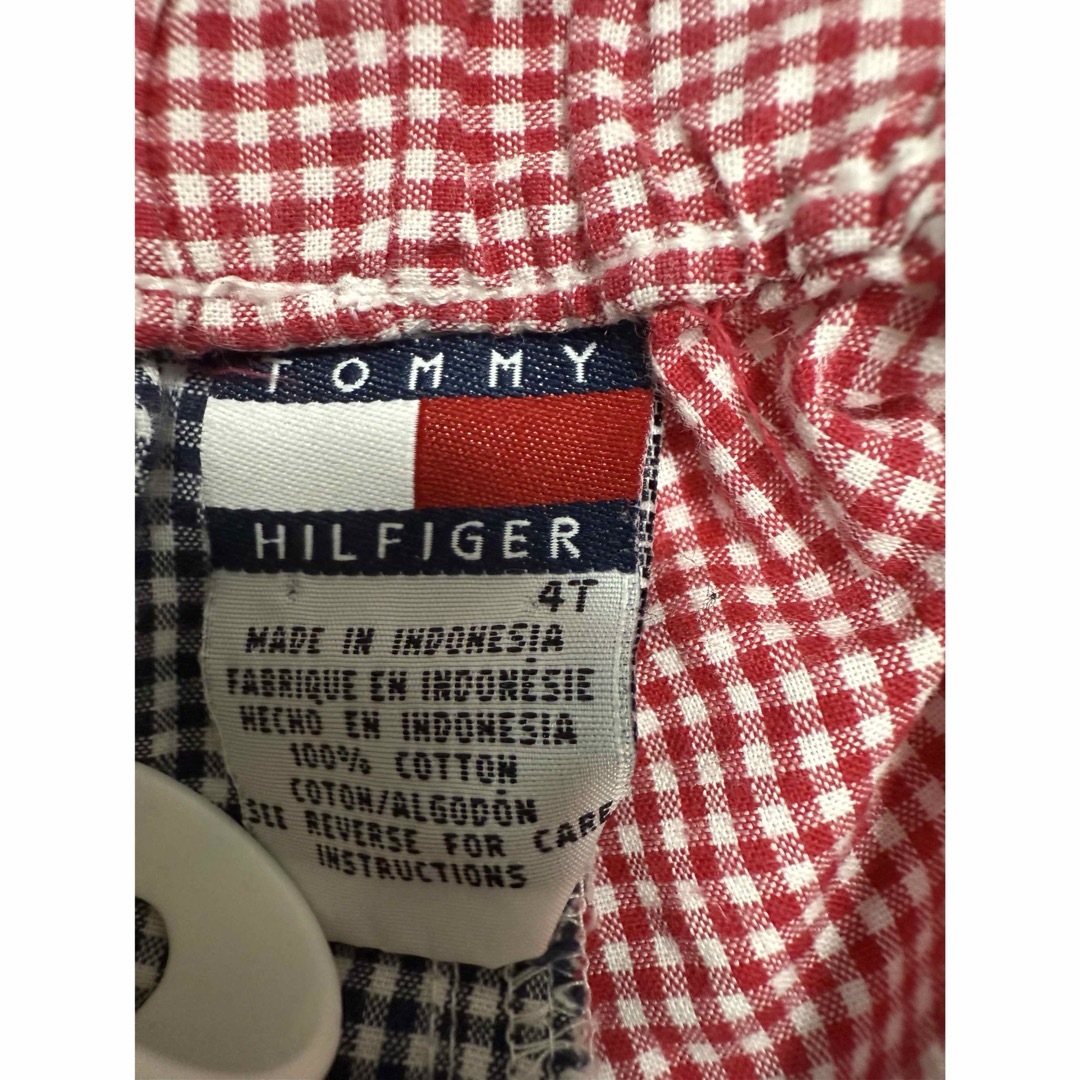 TOMMY
HILFIGER
4T
MADE IN INDONESIA
FABRIQUE EN INDONÉSIE
HECHO EN INDONESIA
100% COTTON
COTON/ALGODÓN
SEE REVERSE FOR CARE
INSTRUCTIONS